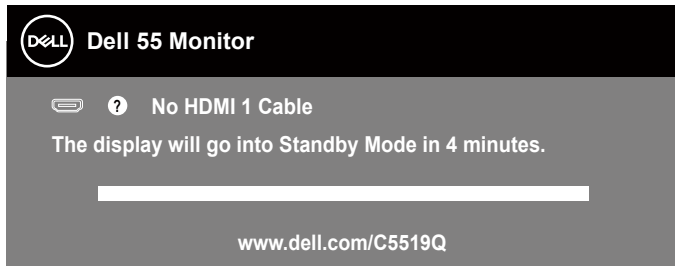 DELL Dell 55 Monitor
? No HDMI 1 Cable
The display will go into Standby Mode in 4 minutes.
www.dell.com/C5519Q